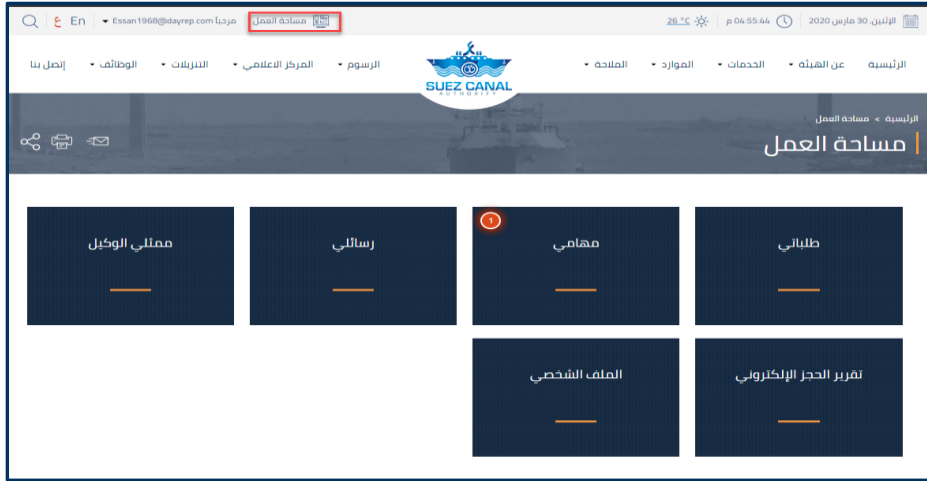 الإثنين, 30 مارس 2020 04:55:44 م 26 °C مساحة العمل مرحباً Essan1968@dayrep.com En ع
الرئيسية عن الهيئة الخدمات الموارد الملاحة الرسوم المركز الاعلامي التنزيلات الوظائف إتصل بنا
SUEZ CANAL
AUTHORITY
الرئيسية > مساحة العمل
مساحة العمل
طلباتي مهامي 1 رسائلي ممثلي الوكيل
تقرير الحجز الإلكتروني الملف الشخصي